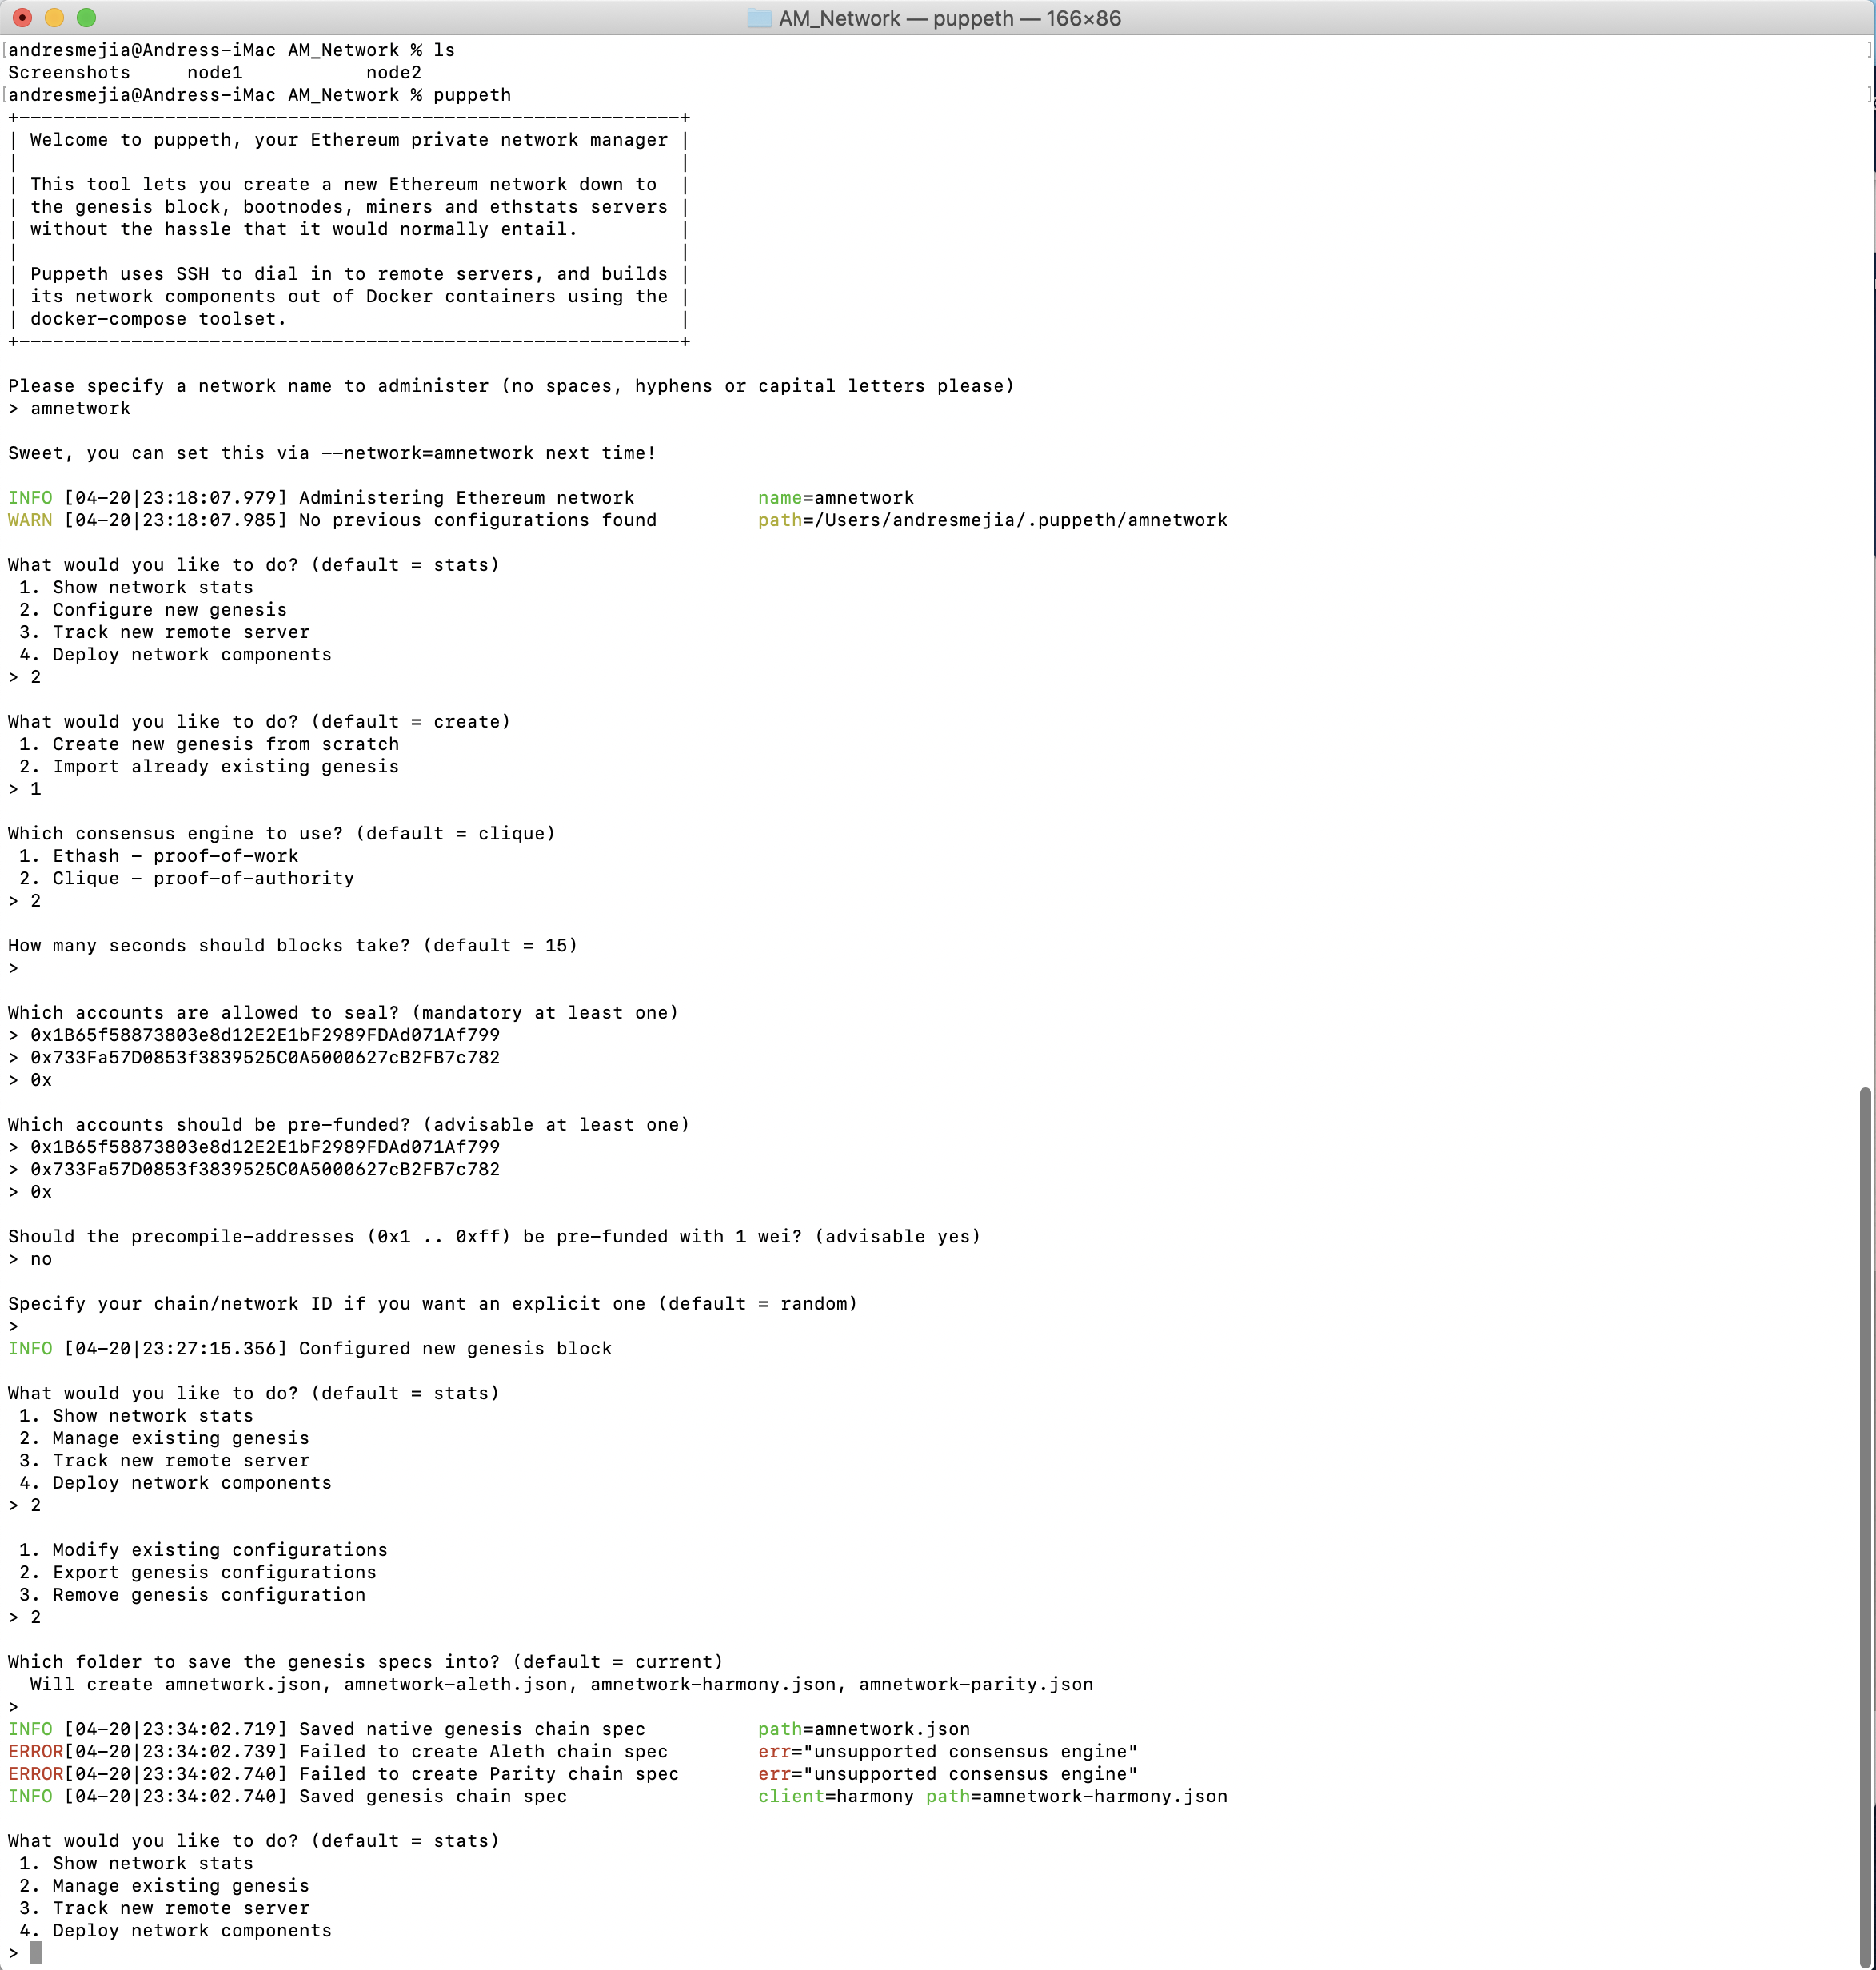 AM_Network — puppeth — 166×86
[andresmejia@Andress-iMac AM_Network % ls ]
Screenshots node1 node2
[andresmejia@Andress-iMac AM_Network % puppeth ]
+-----------------------------------------------------------+
| Welcome to puppeth, your Ethereum private network manager |
| |
| This tool lets you create a new Ethereum network down to |
| the genesis block, bootnodes, miners and ethstats servers |
| without the hassle that it would normally entail. |
| |
| Puppeth uses SSH to dial in to remote servers, and builds |
| its network components out of Docker containers using the |
| docker-compose toolset. |
+-----------------------------------------------------------+
Please specify a network name to administer (no spaces, hyphens or capital letters please)
> amnetwork
Sweet, you can set this via --network=amnetwork next time!
INFO [04-20|23:18:07.979] Administering Ethereum network name=amnetwork
WARN [04-20|23:18:07.985] No previous configurations found path=/Users/andresmejia/.puppeth/amnetwork
What would you like to do? (default = stats)
1. Show network stats
2. Configure new genesis
3. Track new remote server
4. Deploy network components
> 2
What would you like to do? (default = create)
1. Create new genesis from scratch
2. Import already existing genesis
> 1
Which consensus engine to use? (default = clique)
1. Ethash - proof-of-work
2. Clique - proof-of-authority
> 2
How many seconds should blocks take? (default = 15)
>
Which accounts are allowed to seal? (mandatory at least one)
> 0x1B65f58873803e8d12E2E1bF2989FDAd071Af799
> 0x733Fa57D0853f3839525C0A5000627cB2FB7c782
> 0x
Which accounts should be pre-funded? (advisable at least one)
> 0x1B65f58873803e8d12E2E1bF2989FDAd071Af799
> 0x733Fa57D0853f3839525C0A5000627cB2FB7c782
> 0x
Should the precompile-addresses (0x1 .. 0xff) be pre-funded with 1 wei? (advisable yes)
> no
Specify your chain/network ID if you want an explicit one (default = random)
>
INFO [04-20|23:27:15.356] Configured new genesis block
What would you like to do? (default = stats)
1. Show network stats
2. Manage existing genesis
3. Track new remote server
4. Deploy network components
> 2
1. Modify existing configurations
2. Export genesis configurations
3. Remove genesis configuration
> 2
Which folder to save the genesis specs into? (default = current)
Will create amnetwork.json, amnetwork-aleth.json, amnetwork-harmony.json, amnetwork-parity.json
>
INFO [04-20|23:34:02.719] Saved native genesis chain spec path=amnetwork.json
ERROR[04-20|23:34:02.739] Failed to create Aleth chain spec err="unsupported consensus engine"
ERROR[04-20|23:34:02.740] Failed to create Parity chain spec err="unsupported consensus engine"
INFO [04-20|23:34:02.740] Saved genesis chain spec client=harmony path=amnetwork-harmony.json
What would you like to do? (default = stats)
1. Show network stats
2. Manage existing genesis
3. Track new remote server
4. Deploy network components
>